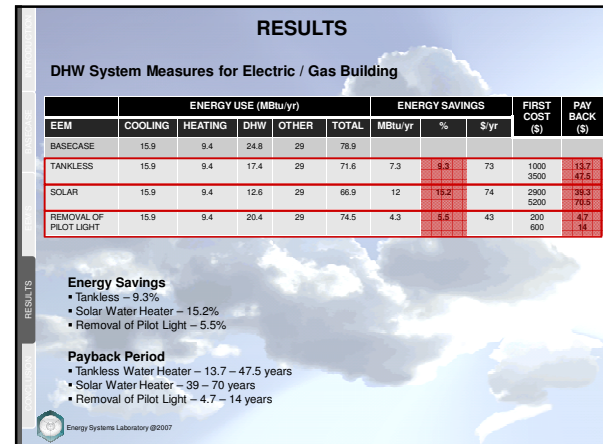 RESULTS
DHW System Measures for Electric / Gas Building
ENERGY USE (MBtu/yr) ENERGY SAVINGS FIRST COST ($) PAY BACK ($)
EEM COOLING HEATING DHW OTHER TOTAL MBtu/yr % $/yr
BASECASE 15.9 9.4 24.8 29 78.9
TANKLESS 15.9 9.4 17.4 29 71.6 7.3 9.3 73 1000 13.7
3500 47.5
SOLAR 15.9 9.4 12.6 29 66.9 12 15.2 74 2900 39.3
5200 70.5
REMOVAL OF 15.9 9.4 20.4 29 74.5 4.3 5.5 43 200 4.7
PILOT LIGHT 600 14
Energy Savings
▪ Tankless – 9.3%
▪ Solar Water Heater – 15.2%
▪ Removal of Pilot Light – 5.5%
Payback Period
▪ Tankless Water Heater – 13.7 – 47.5 years
▪ Solar Water Heater – 39 – 70 years
▪ Removal of Pilot Light – 4.7 – 14 years
Energy Systems Laboratory @2007
INTRODUCTION
BASECASE
RESULTS
CONCLUSION